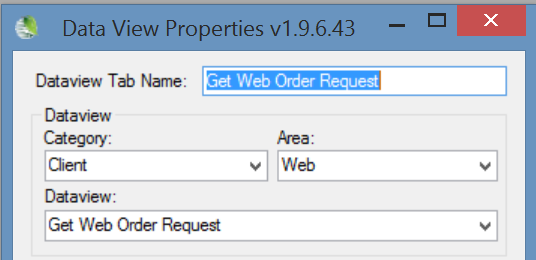 Data View Properties v1.9.6.43
Dataview Tab Name: Get Web Order Request
Dataview
Category: Area:
Client Web
Dataview:
Get Web Order Request